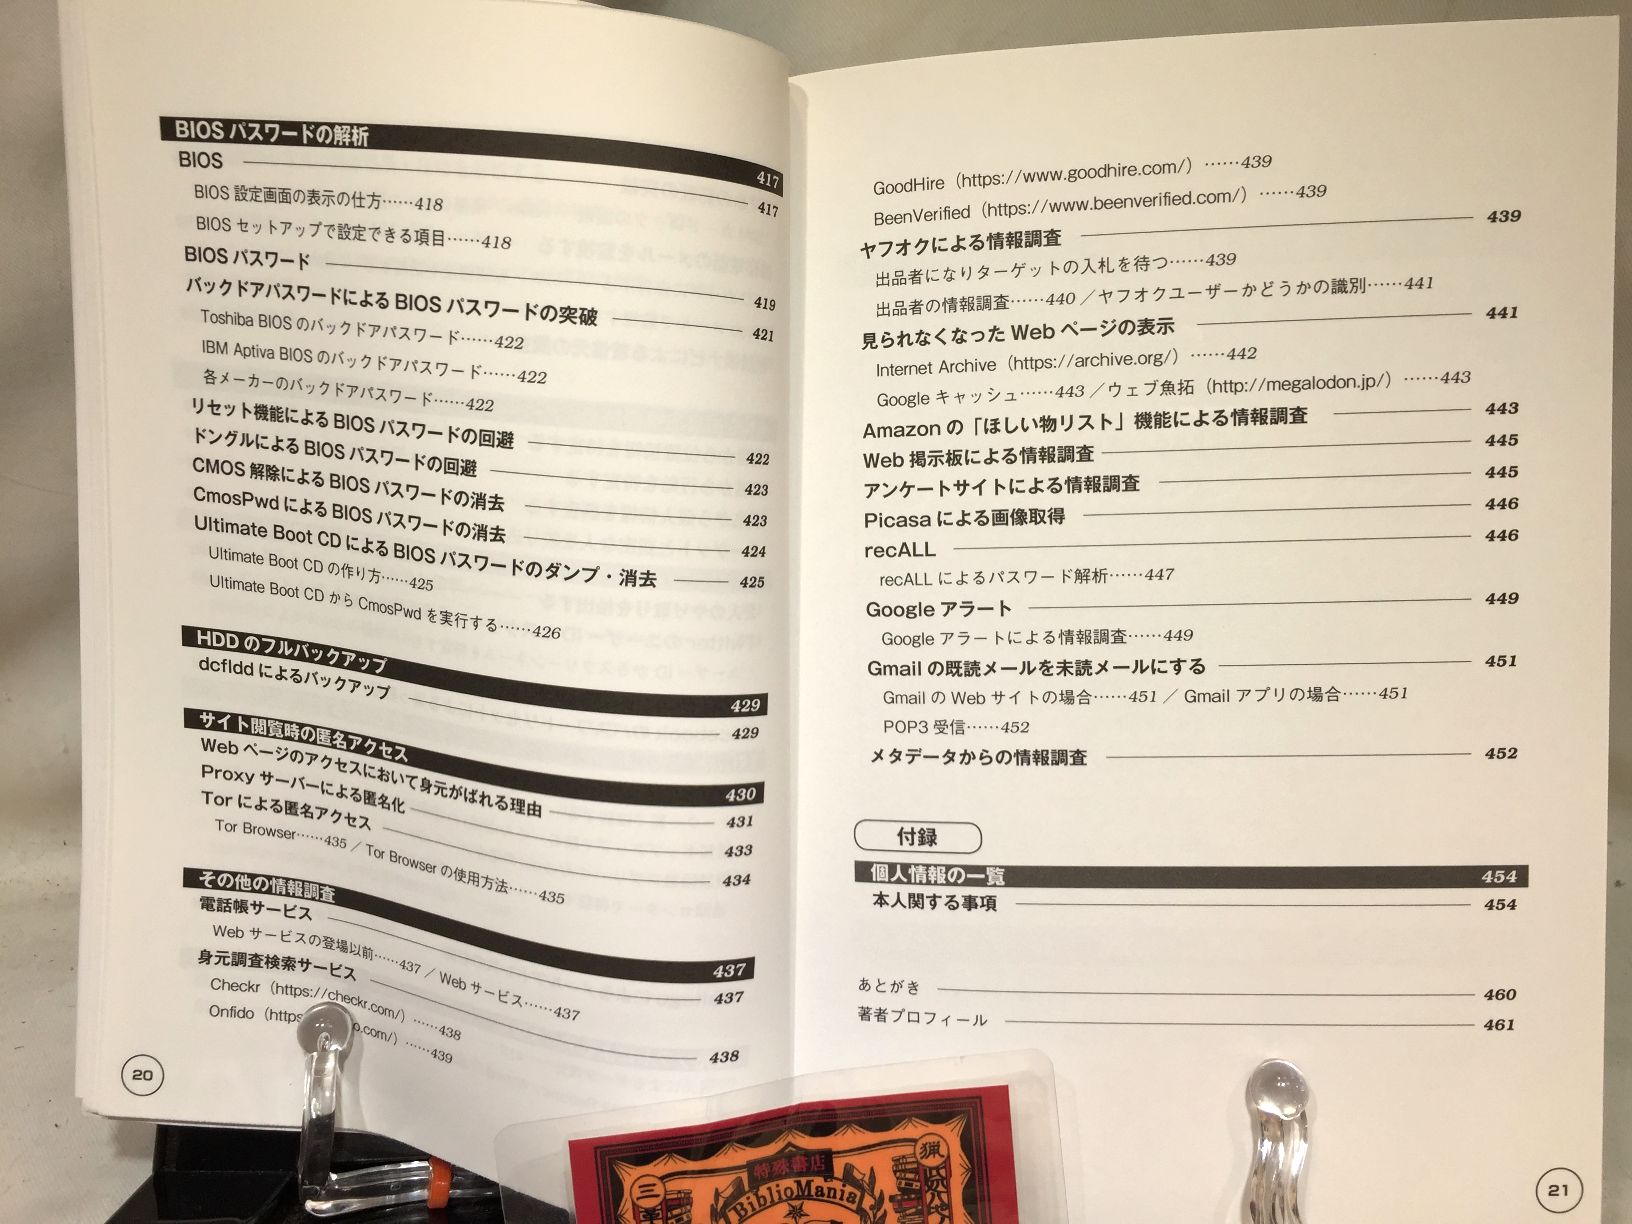 BIOS パスワードの解析 417
BIOS 417
BIOS 設定画面の表示の仕方……418
BIOS セットアップで設定できる項目……418
BIOS パスワード 419
バックドアパスワードによる BIOS パスワードの突破 421
Toshiba BIOS のバックドアパスワード……422
IBM Aptiva BIOS のバックドアパスワード……422
各メーカーのバックドアパスワード……422
リセット機能による BIOS パスワードの回避 422
ドングルによる BIOS パスワードの回避 423
CMOS 解除による BIOS パスワードの消去 423
CmosPwd による BIOS パスワードの消去 424
Ultimate Boot CD による BIOS パスワードのダンプ・消去 425
Ultimate Boot CD の作り方……425
Ultimate Boot CD から CmosPwd を実行する……426
HDD のフルバックアップ 429
dcfldd によるバックアップ 429
サイト閲覧時の匿名アクセス 430
Web ページのアクセスにおいて身元がばれる理由 431
Proxy サーバーによる匿名化 433
Tor による匿名アクセス 434
Tor Browser……435 ／ Tor Browser の使用方法……435
その他の情報調査 437
電話帳サービス 437
Web サービスの登場以前……437 ／ Web サービス……437
身元調査検索サービス 438
Checkr（https://checkr.com/）……438
Onfido（https o.com/）……439
20
GoodHire（https://www.goodhire.com/）……439
BeenVerified（https://www.beenverified.com/）……439
ヤフオクによる情報調査 439
出品者になりターゲットの入札を待つ……439
出品者の情報調査……440 ／ヤフオクユーザーかどうかの識別……441
見られなくなった Web ページの表示 441
Internet Archive（https://archive.org/）……442
Google キャッシュ……443 ／ウェブ魚拓（http://megalodon.jp/）……443
Amazon の「ほしい物リスト」機能による情報調査 443
Web 掲示板による情報調査 445
アンケートサイトによる情報調査 445
Picasa による画像取得 446
recALL 446
recALL によるパスワード解析……447
Google アラート 449
Google アラートによる情報調査……449
Gmail の既読メールを未読メールにする 451
Gmail の Web サイトの場合……451 ／ Gmail アプリの場合……451
POP3 受信……452
メタデータからの情報調査 452
付録
個人情報の一覧 454
本人関する事項 454
あとがき 460
著者プロフィール 461
21
特殊書店
BiblioMania
三
猟